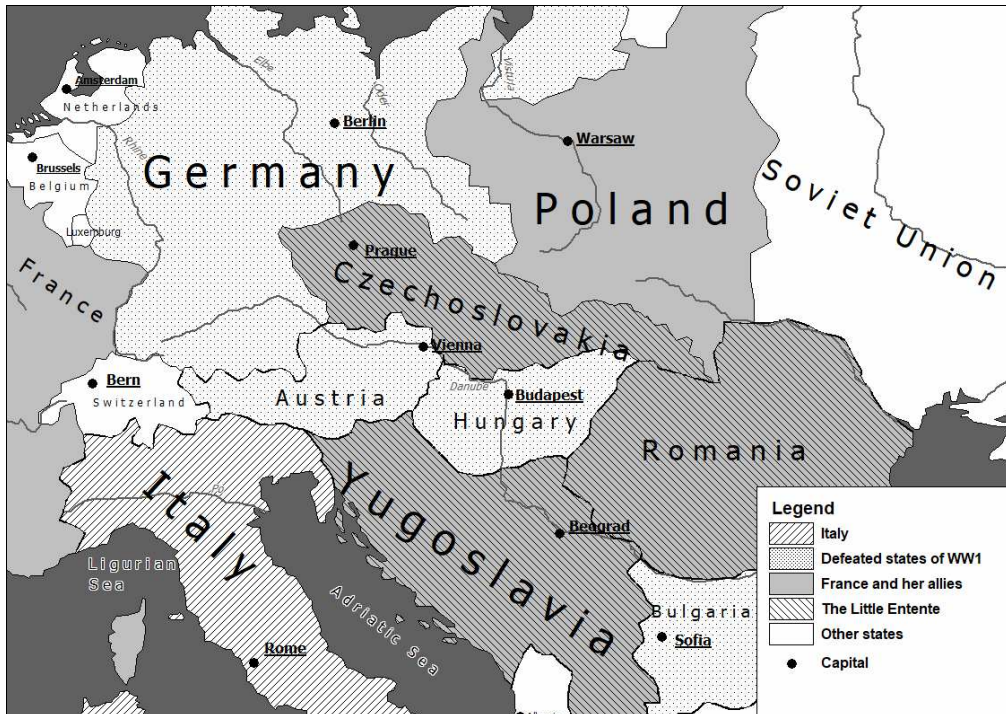 Amsterdam
Netherlands
Elbe
Oder
Vistula
Berlin
Warsaw
Rhine
Brussels
Belgium
Germany
Poland
Soviet Union
Luxemburg
Prague
Czechoslovakia
France
Vienna
Bern
Switzerland
Austria
Danube
Budapest
Hungary
Romania
Italy
Po
Yugoslavia
Beograd
Ligurian
Sea
Adriatic Sea
Bulgaria
Sofia
Rome
Legend
Italy
Defeated states of WW1
France and her allies
The Little Entente
Other states
Capital